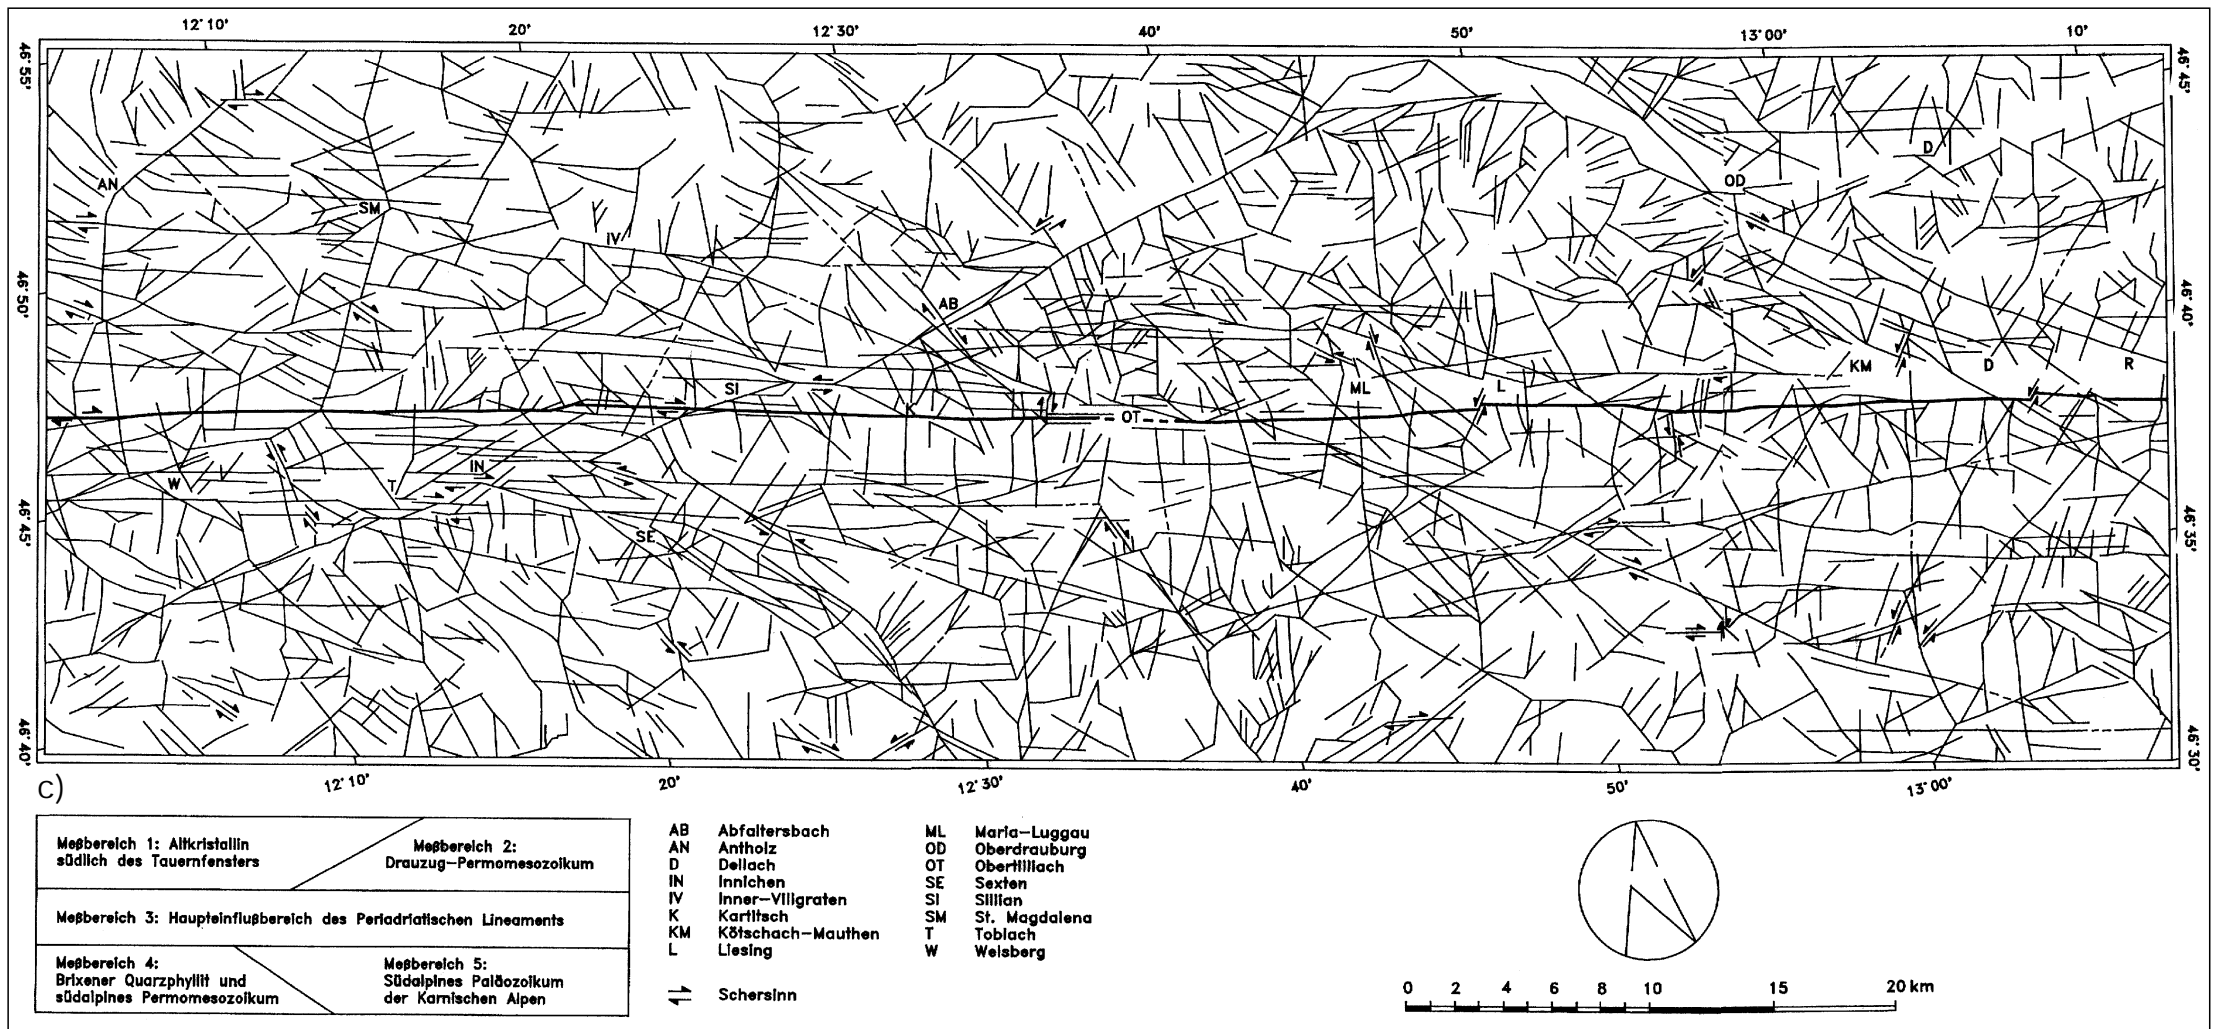 12°10'
20'
12°30'
40'
50'
13°00'
10'
46°55'
46°50'
46°45'
46°40'
46°45'
46°40'
46°35'
46°30'
AN
SM
IV
AB
SI
K
OT
ML
L
OD
D
KM
D
R
W
T
IN
SE
12°10'
20'
12°30'
40'
50'
13°00'
c)
Meßbereich 1: Altkristallin
südlich des Tauernfensters
Meßbereich 2:
Drauzug-Permomesozoikum
Meßbereich 3: Haupteinflußbereich des Periadriatischen Lineaments
Meßbereich 4:
Brixener Quarzphyllit und
südalpines Permomesozoikum
Meßbereich 5:
Südalpines Paläozoikum
der Karnischen Alpen
AB Abfaltersbach
AN Antholz
D Dellach
IN Innichen
IV Inner-Villgraten
K Kartitsch
KM Kötschach-Mauthen
L Liesing
ML Maria-Luggau
OD Oberdrauburg
OT Obertilliach
SE Sexten
SI Sillian
SM St. Magdalena
T Toblach
W Welsberg
Schersinn
0 2 4 6 8 10 15 20 km